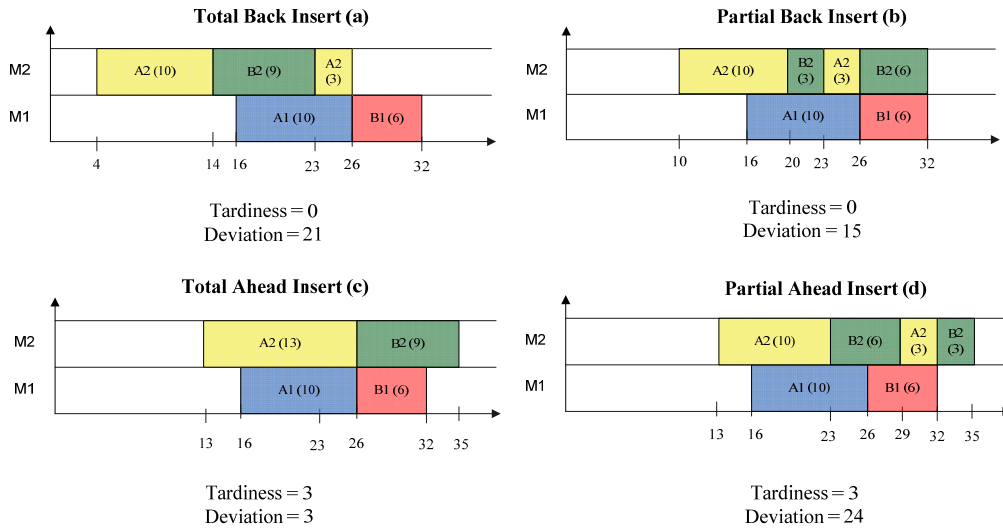 Total Back Insert (a)
M2
A2 (10)
B2 (9)
A2
(3)
M1
A1 (10)
B1 (6)
4
14
16
23
26
32
Tardiness = 0
Deviation = 21
Partial Back Insert (b)
M2
A2 (10)
B2
(3)
A2
(3)
B2 (6)
M1
A1 (10)
B1 (6)
10
16
20
23
26
32
Tardiness = 0
Deviation = 15
Total Ahead Insert (c)
M2
A2 (13)
B2 (9)
M1
A1 (10)
B1 (6)
13
16
23
26
32
35
Tardiness = 3
Deviation = 3
Partial Ahead Insert (d)
M2
A2 (10)
B2 (6)
A2
(3)
B2
(3)
M1
A1 (10)
B1 (6)
13
16
23
26
29
32
35
Tardiness = 3
Deviation = 24